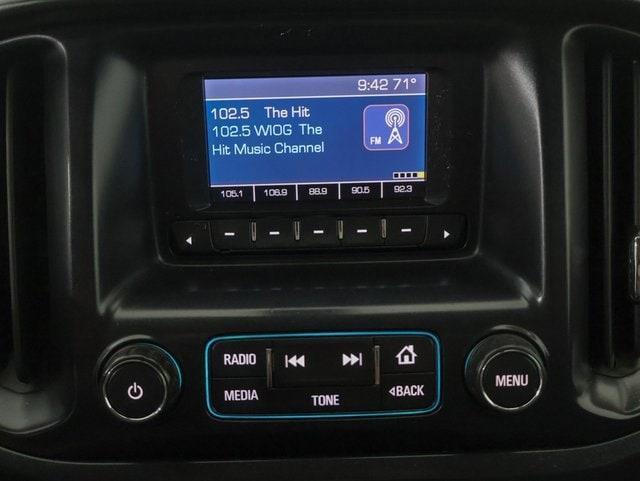 9:42 71°
102.5 The Hit
102.5 WIOG The
Hit Music Channel
FM
105.1 106.9 88.9 90.5 92.3
RADIO
MEDIA
TONE
BACK
MENU